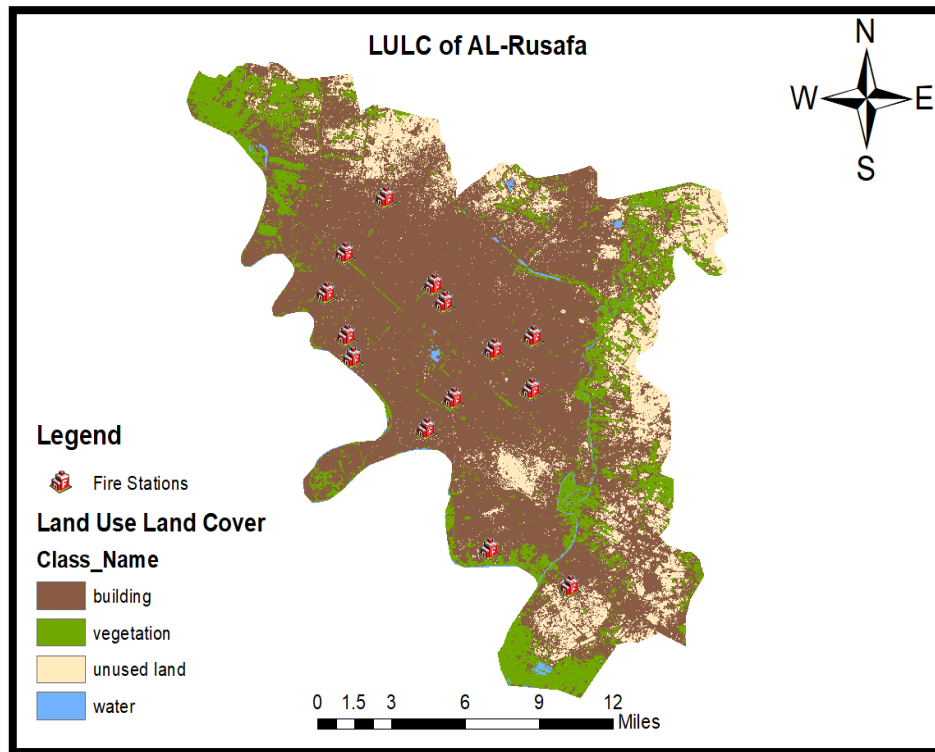 LULC of AL-Rusafa
N
W E
S
Legend
Fire Stations
Land Use Land Cover
Class_Name
building
vegetation
unused land
water
0 1.5 3 6 9 12
Miles